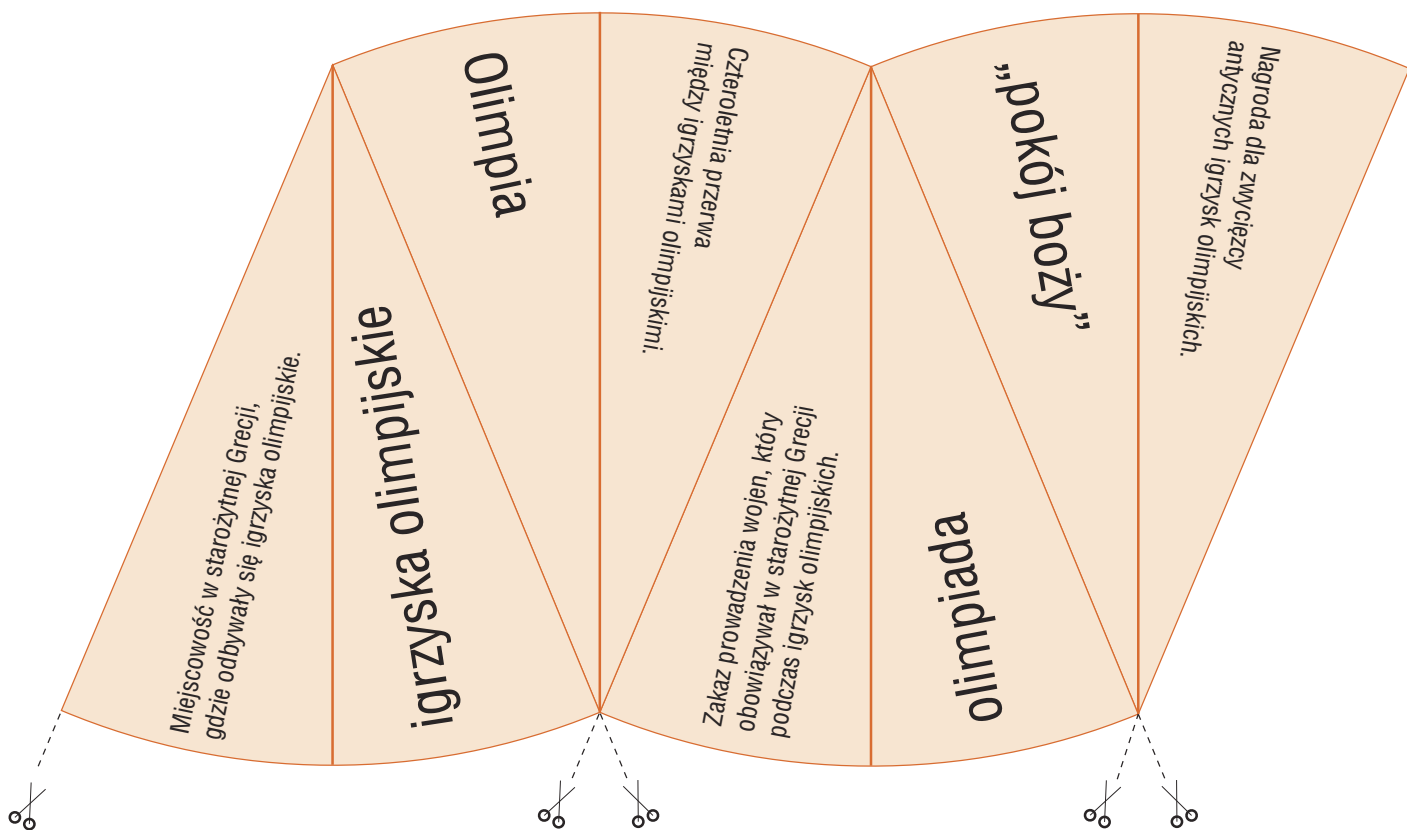 Miejscowość w starożytnej Grecji,
gdzie odbywały się igrzyska olimpijskie.
igrzyska olimpijskie
Olimpia
Czteroletnia przerwa
między igrzyskami olimpijskimi.
Zakaz prowadzenia wojen, który
obowiązywał w starożytnej Grecji
podczas igrzysk olimpijskich.
olimpiada
„pokój boży”
Nagroda dla zwycięzcy
antycznych igrzysk olimpijskich.